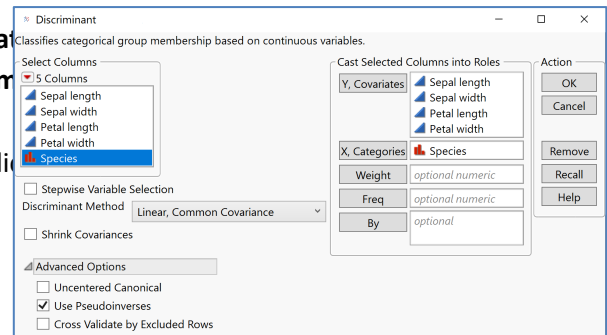 Discriminant
Classifies categorical group membership based on continuous variables.
Select Columns
5 Columns
Sepal length
Sepal width
Petal length
Petal width
Species
Stepwise Variable Selection
Discriminant Method Linear, Common Covariance
Shrink Covariances
Advanced Options
Uncentered Canonical
Use Pseudoinverses
Cross Validate by Excluded Rows
Cast Selected Columns into Roles
Y, Covariates
Sepal length
Sepal width
Petal length
Petal width
X, Categories Species
Weight optional numeric
Freq optional numeric
By optional
Action
OK
Cancel
Remove
Recall
Help